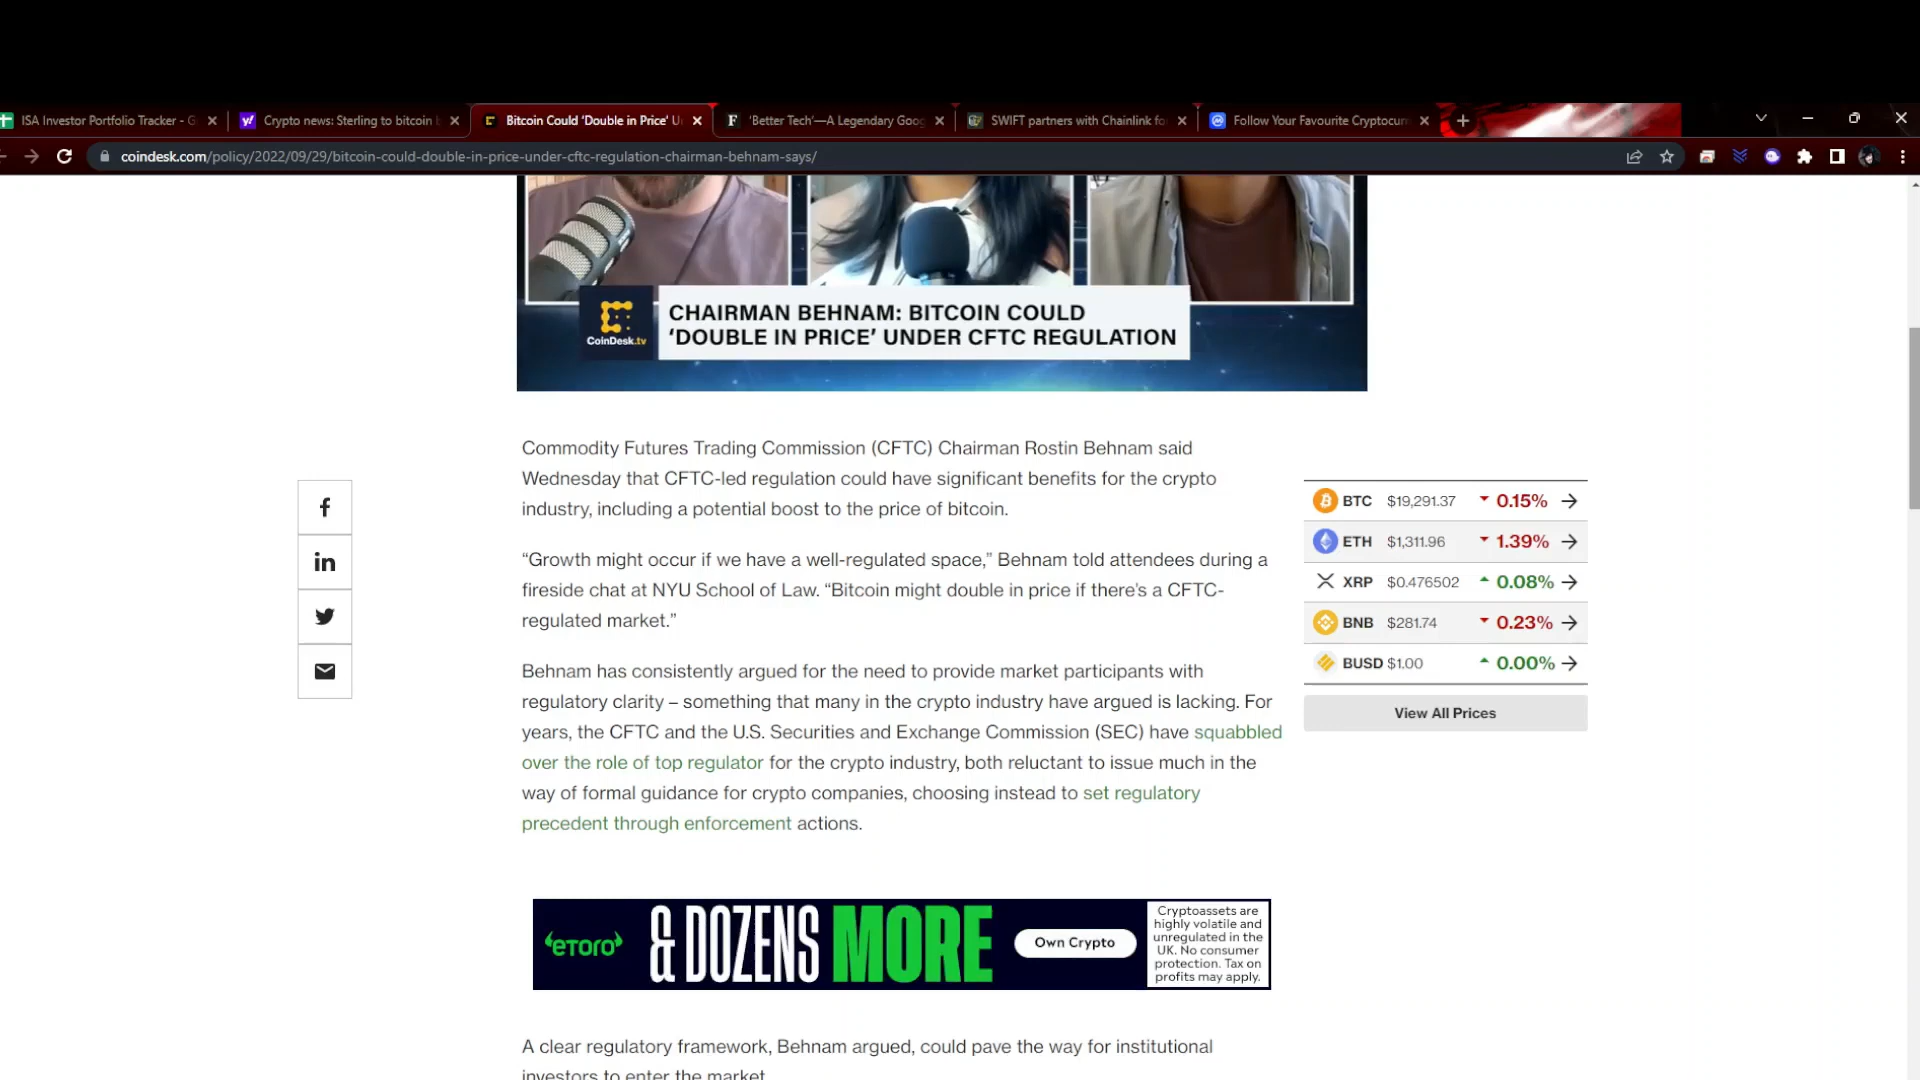 ISA Investor Portfolio Tracker - G
Crypto news: Sterling to bitcoin
Bitcoin Could 'Double in Price' U
'Better Tech'—A Legendary Goog
SWIFT partners with Chainlink fo
Follow Your Favourite Cryptocurr
coindesk.com/policy/2022/09/29/bitcoin-could-double-in-price-under-cftc-regulation-chairman-behnam-says/
CoinDesk.tv
CHAIRMAN BEHNAM: BITCOIN COULD
'DOUBLE IN PRICE' UNDER CFTC REGULATION
Commodity Futures Trading Commission (CFTC) Chairman Rostin Behnam said
Wednesday that CFTC-led regulation could have significant benefits for the crypto
industry, including a potential boost to the price of bitcoin.
“Growth might occur if we have a well-regulated space,” Behnam told attendees during a
fireside chat at NYU School of Law. “Bitcoin might double in price if there’s a CFTC-
regulated market.”
Behnam has consistently argued for the need to provide market participants with
regulatory clarity – something that many in the crypto industry have argued is lacking. For
years, the CFTC and the U.S. Securities and Exchange Commission (SEC) have squabbled
over the role of top regulator for the crypto industry, both reluctant to issue much in the
way of formal guidance for crypto companies, choosing instead to set regulatory
precedent through enforcement actions.
BTC $19,291.37 0.15%
ETH $1,311.96 1.39%
XRP $0.476502 0.08%
BNB $281.74 0.23%
BUSD $1.00 0.00%
View All Prices
eToro
& DOZENS MORE
Own Crypto
Cryptoassets are
highly volatile and
unregulated in the
UK. No consumer
protection. Tax on
profits may apply.
A clear regulatory framework, Behnam argued, could pave the way for institutional
investors to enter the market.